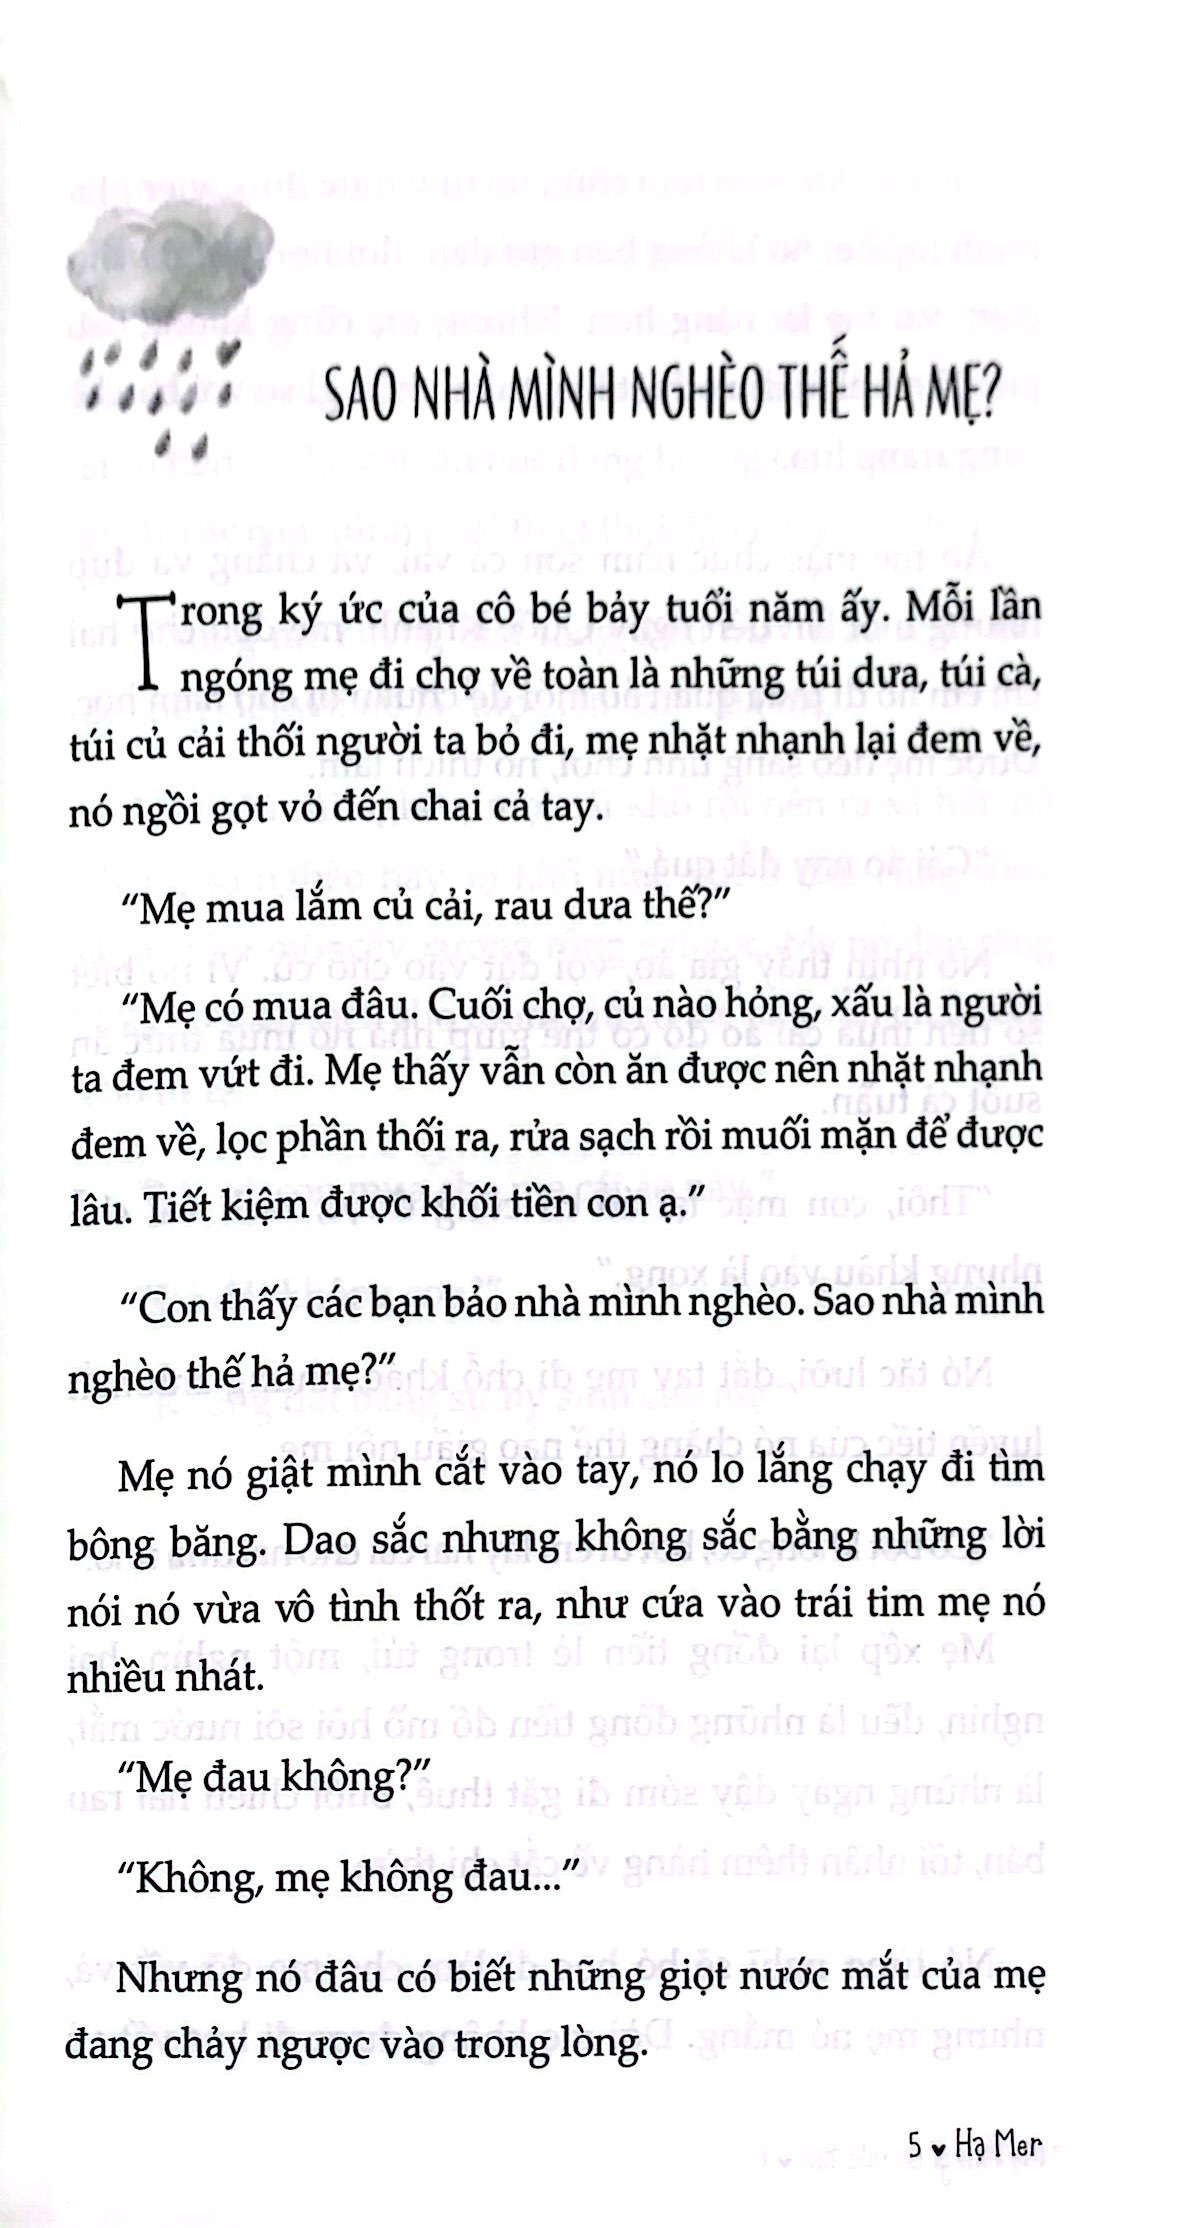 SAO NHÀ MÌNH NGHÈO THẾ HẢ MẸ?
Trong ký ức của cô bé bảy tuổi năm ấy. Mỗi lần
ngóng mẹ đi chợ về toàn là những túi dưa, túi cà,
túi củ cải thối người ta bỏ đi, mẹ nhặt nhạnh lại đem về,
nó ngồi gọt vỏ đến chai cả tay.
“Mẹ mua lắm củ cải, rau dưa thế?”
“Mẹ có mua đâu. Cuối chợ, củ nào hỏng, xấu là người
ta đem vứt đi. Mẹ thấy vẫn còn ăn được nên nhặt nhạnh
đem về, lọc phần thối ra, rửa sạch rồi muối mặn để được
lâu. Tiết kiệm được khối tiền con ạ.”
“Con thấy các bạn bảo nhà mình nghèo. Sao nhà mình
nghèo thế hả mẹ?”
Mẹ nó giật mình cắt vào tay, nó lo lắng chạy đi tìm
bông băng. Dao sắc nhưng không sắc bằng những lời
nói nó vừa vô tình thốt ra, như cứa vào trái tim mẹ nó
nhiều nhát.
“Mẹ đau không?”
“Không, mẹ không đau...”
Nhưng nó đâu có biết những giọt nước mắt của mẹ
đang chảy ngược vào trong lòng.
5 ♥ Hạ Mer